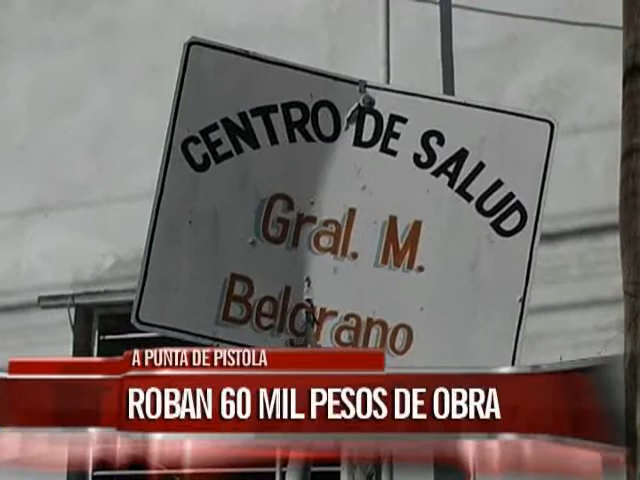 CENTRO DE SALUD
Gral. M.
Belgrano
A PUNTA DE PISTOLA
ROBAN 60 MIL PESOS DE OBRA